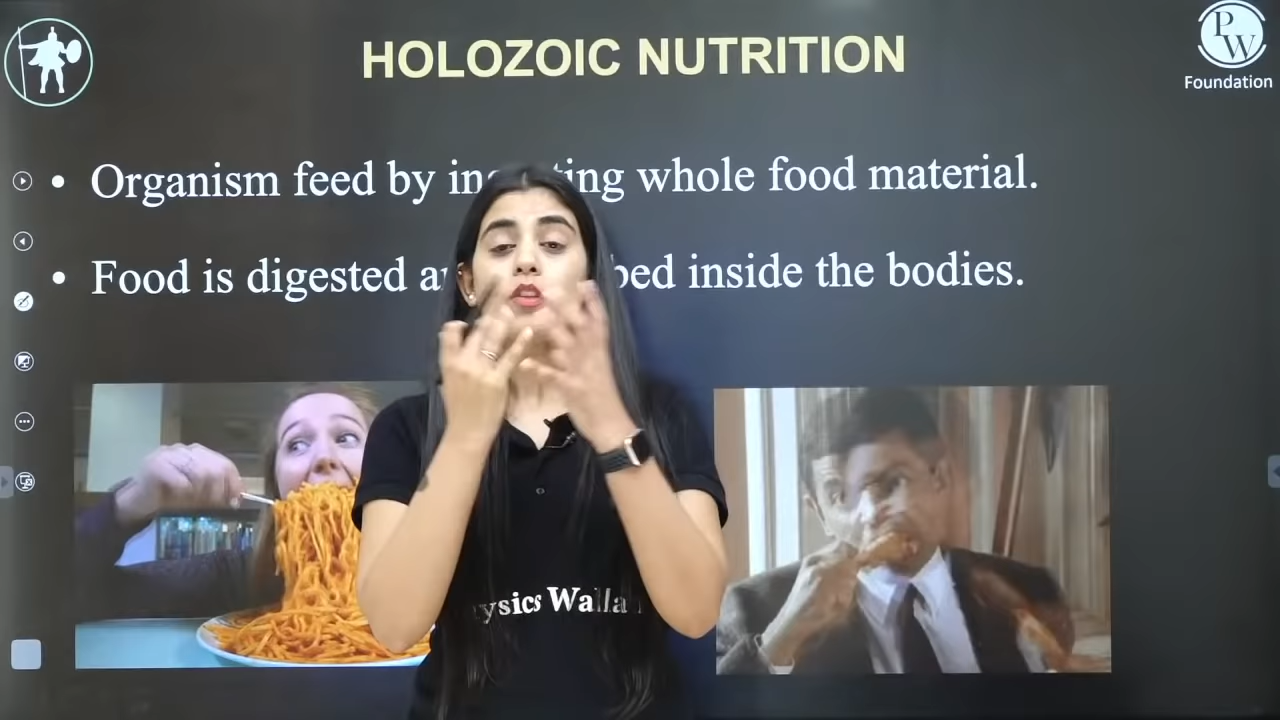 HOLOZOIC NUTRITION
PW
Foundation
• Organism feed by whole food material.
• Food is digested inside the bodies.